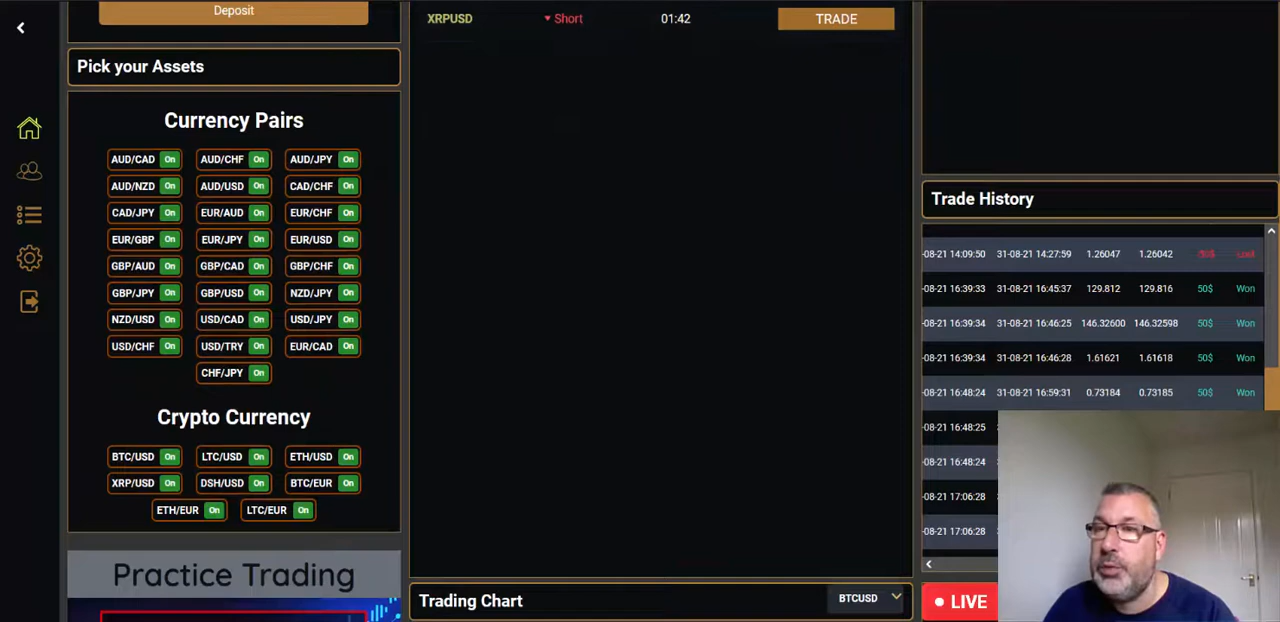 Deposit
XRPUSD ▼ Short 01:42 TRADE
Pick your Assets
Currency Pairs
AUD/CAD On AUD/CHF On AUD/JPY On
AUD/NZD On AUD/USD On CAD/CHF On
CAD/JPY On EUR/AUD On EUR/CHF On
EUR/GBP On EUR/JPY On EUR/USD On
GBP/AUD On GBP/CAD On GBP/CHF On
GBP/JPY On GBP/USD On NZD/JPY On
NZD/USD On USD/CAD On USD/JPY On
USD/CHF On USD/TRY On EUR/CAD On
CHF/JPY On
Crypto Currency
BTC/USD On LTC/USD On ETH/USD On
XRP/USD On DSH/USD On BTC/EUR On
ETH/EUR On LTC/EUR On
Practice Trading
Trading Chart BTCUSD
Trade History
-08-21 14:09:50 31-08-21 14:27:59 1.26047 1.26042
-08-21 16:39:33 31-08-21 16:45:37 129.812 129.816 50$ Won
-08-21 16:39:34 31-08-21 16:46:25 146.32600 146.32598 50$ Won
-08-21 16:39:34 31-08-21 16:46:28 1.61621 1.61618 50$ Won
-08-21 16:48:24 31-08-21 16:59:31 0.73184 0.73185 50$ Won
-08-21 16:48:25
-08-21 16:48:24
-08-21 17:06:28
-08-21 17:06:28
LIVE